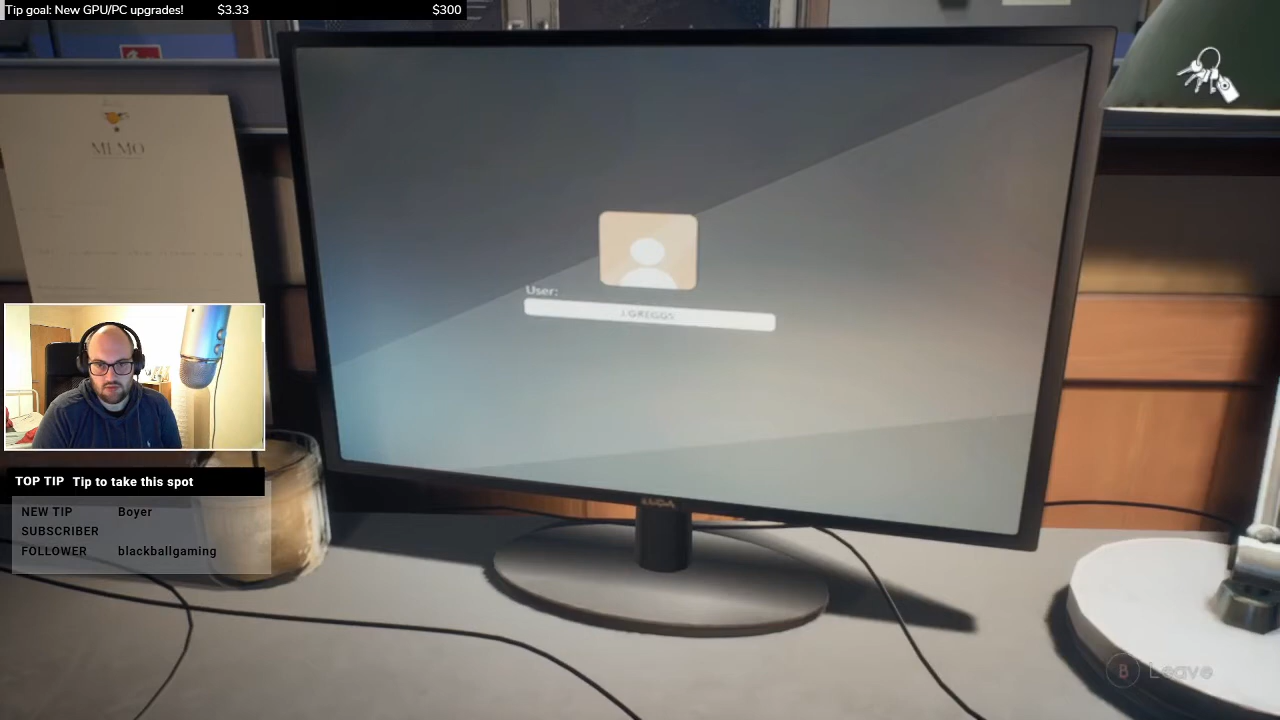 Tip goal: New GPU/PC upgrades! $3.33 $300
MEMO
User:
J.GREGGS
TOP TIP Tip to take this spot
NEW TIP Boyer
SUBSCRIBER
FOLLOWER blackballgaming
B Leave